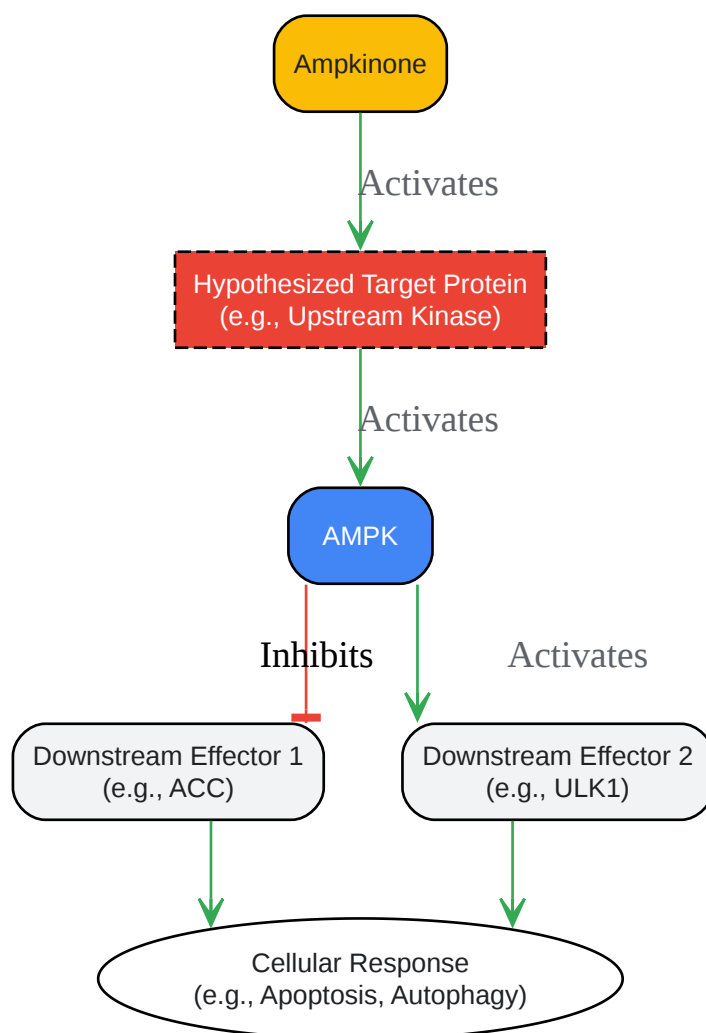 Ampkinone
Activates
Hypothesized Target Protein
(e.g., Upstream Kinase)
Activates
AMPK
Inhibits
Activates
Downstream Effector 1
(e.g., ACC)
Downstream Effector 2
(e.g., ULK1)
Cellular Response
(e.g., Apoptosis, Autophagy)